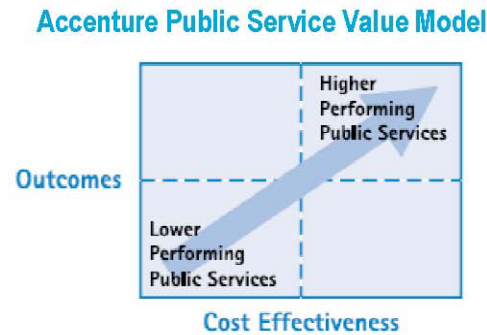 Accenture Public Service Value Model
Higher
Performing
Public Services
Outcomes
Lower
Performing
Public Services
Cost Effectiveness